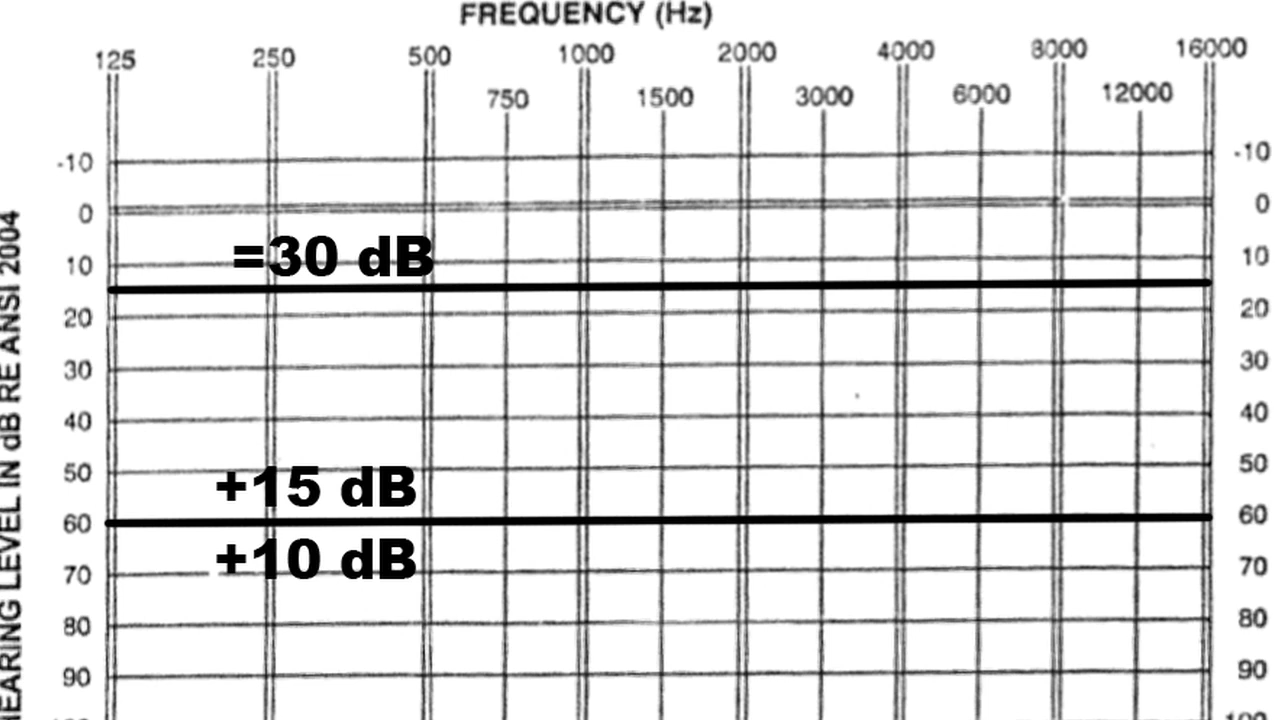 FREQUENCY (Hz)
125 250 500 1000 2000 4000 8000 16000
750 1500 3000 6000 12000
-10 -10
0 0
=30 dB
10 10
20 20
30 30
40 40
50 50
+15 dB
60 60
+10 dB
70 70
80 80
90 90
HEARING LEVEL IN dB RE ANSI 2004